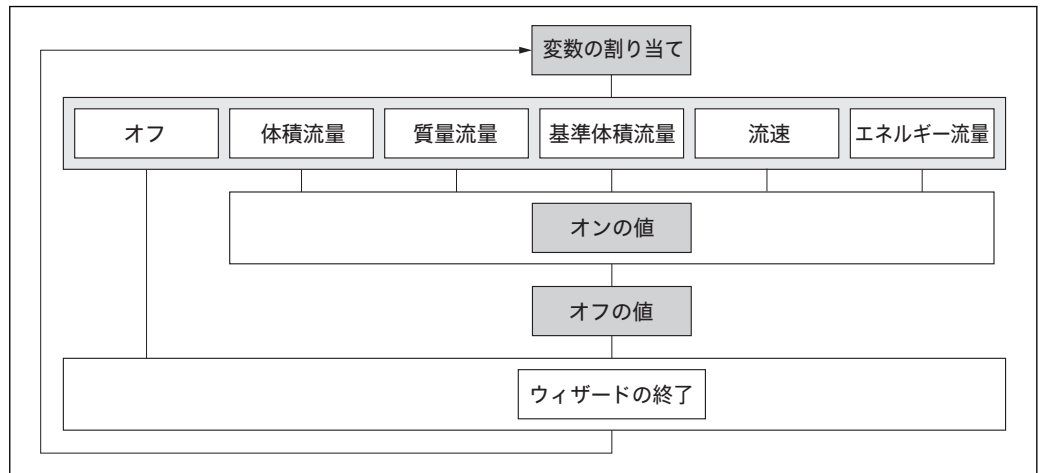 変数の割り当て
オフ
体積流量
質量流量
基準体積流量
流速
エネルギー流量
オンの値
オフの値
ウィザードの終了